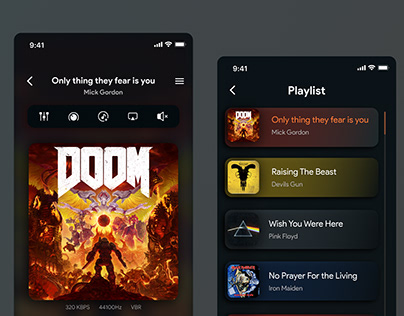 9:41
Only thing they fear is you
Mick Gordon
DOOM
320 KBPS 44100Hz VBR
9:41
Playlist
Only thing they fear is you
Mick Gordon
Raising The Beast
Devils Gun
Wish You Were Here
Pink Floyd
No Prayer For the Living
Iron Maiden